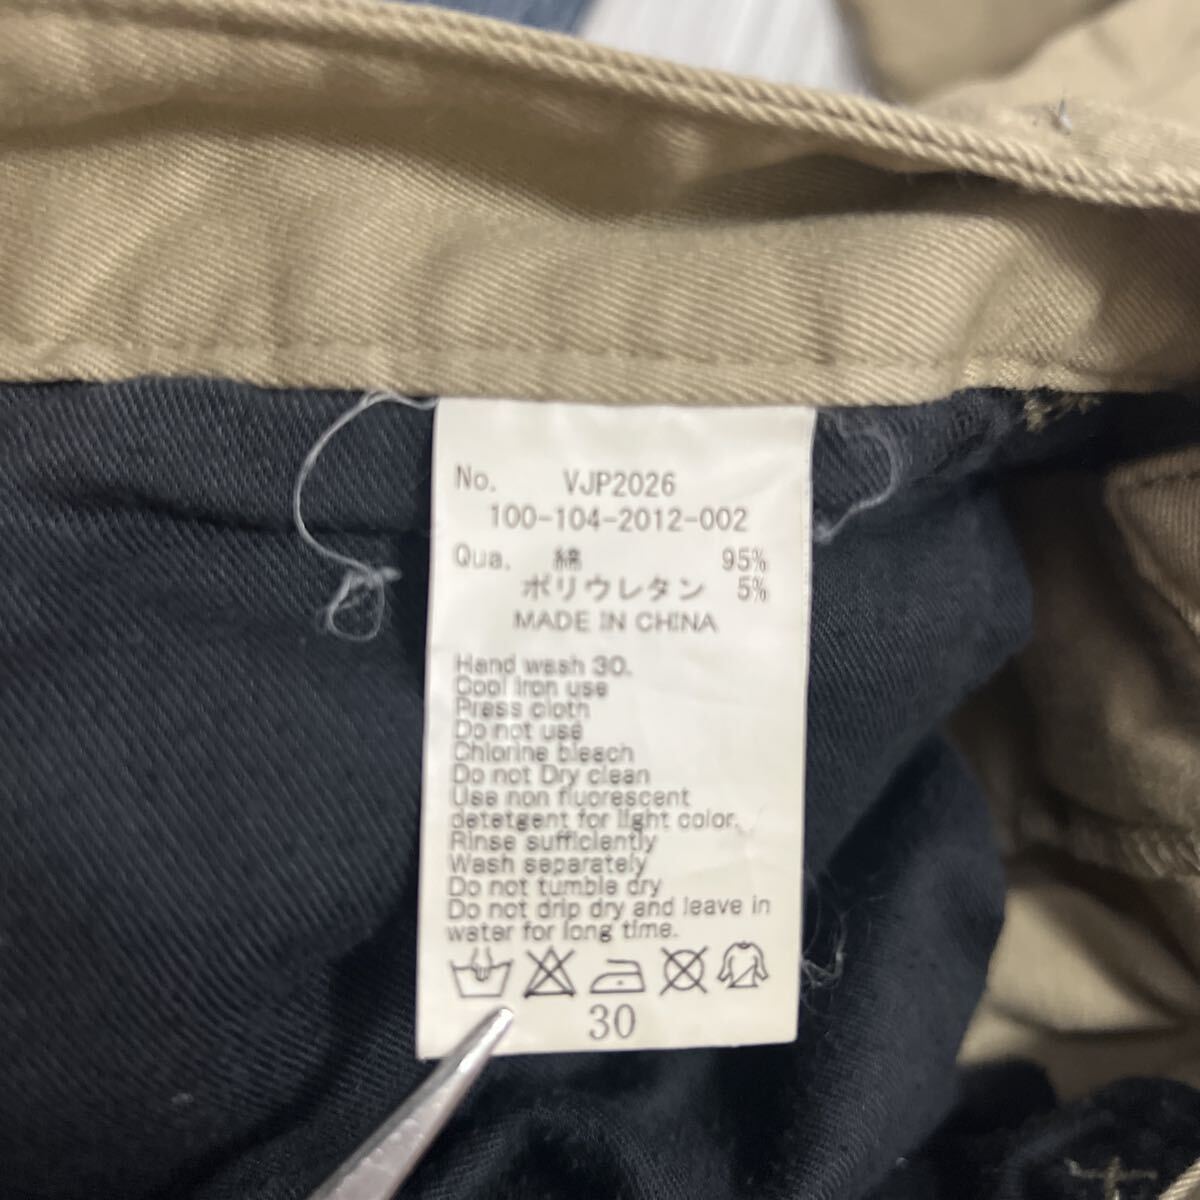 No. VJP2026
100-104-2012-002
Qua. 綿 95%
ポリウレタン 5%
MADE IN CHINA
Hand wash 30.
Cool Iron use
Press cloth
Do not use
Chlorine bleach
Do not Dry clean
Use non fluorescent
detetgent for light color.
Rinse sufficiently
Wash separately
Do not tumble dry
Do not drip dry and leave in
water for long time.
30